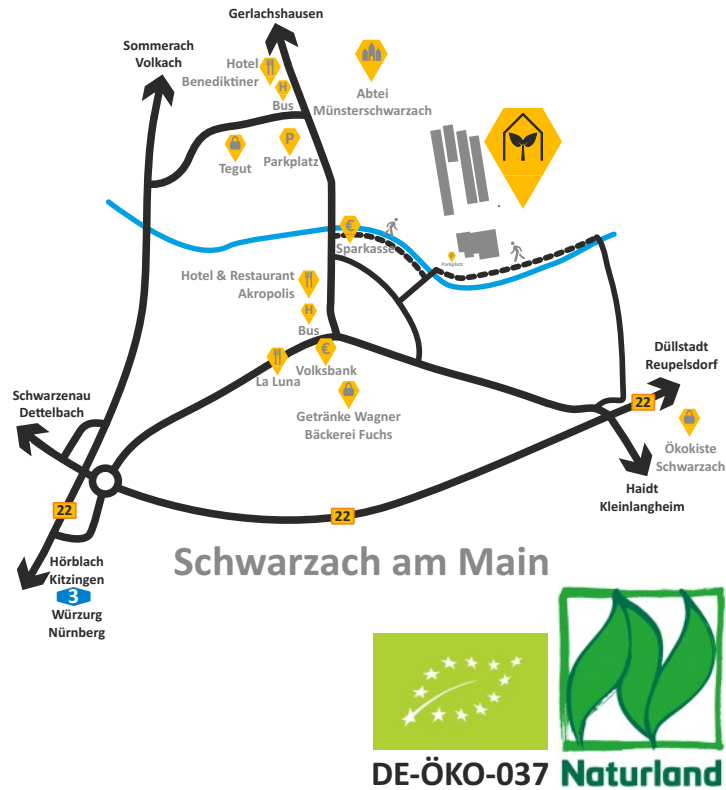 Gerlachshausen
Sommerach
Volkach
Hotel
Benediktiner
H
Bus
Abtei
Münsterschwarzach
P
Parkplatz
Tegut
€
Sparkasse
P
Parkplatz
Hotel & Restaurant
Akropolis
H
Bus
€
Volksbank
La Luna
Getränke Wagner
Bäckerei Fuchs
Düllstadt
Reupelsdorf
22
Ökokiste
Schwarzach
Schwarzenau
Dettelbach
Haidt
Kleinlangheim
22
22
Schwarzach am Main
Hörblach
Kitzingen
3
Würzurg
Nürnberg
DE-ÖKO-037
Naturland